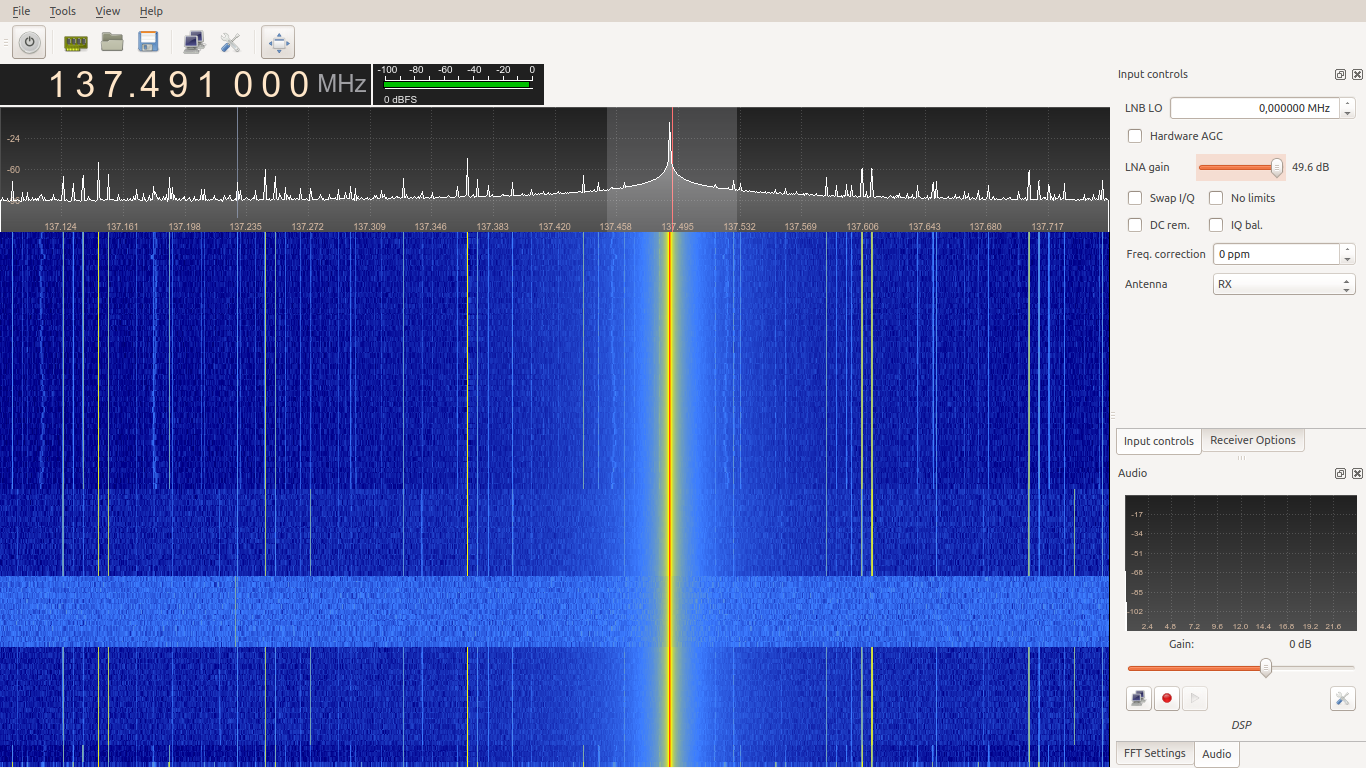 File Tools View Help
137.491 000 MHz
-100 -80 -60 -40 -20 0
0 dBFS
-24
-60
137.124 137.161 137.198 137.235 137.272 137.309 137.346 137.383 137.420 137.458 137.495 137.532 137.569 137.606 137.643 137.680 137.717
Input controls
LNB LO 0,000000 MHz
Hardware AGC
LNA gain 49.6 dB
Swap I/Q No limits
DC rem. IQ bal.
Freq. correction 0 ppm
Antenna RX
Input controls Receiver Options
Audio
-17
-34
-51
-68
-85
-102
2.4 4.8 7.2 9.6 12.0 14.4 16.8 19.2 21.6
Gain: 0 dB
DSP
FFT Settings Audio